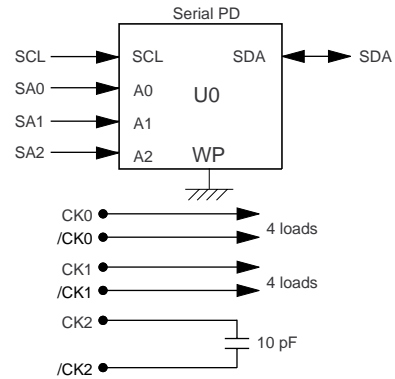 Serial PD
SCL SCL SDA SDA
SA0 A0 U0
SA1 A1
SA2 A2 WP
CK0
/CK0
4 loads
CK1
/CK1
4 loads
CK2
10 pF
/CK2